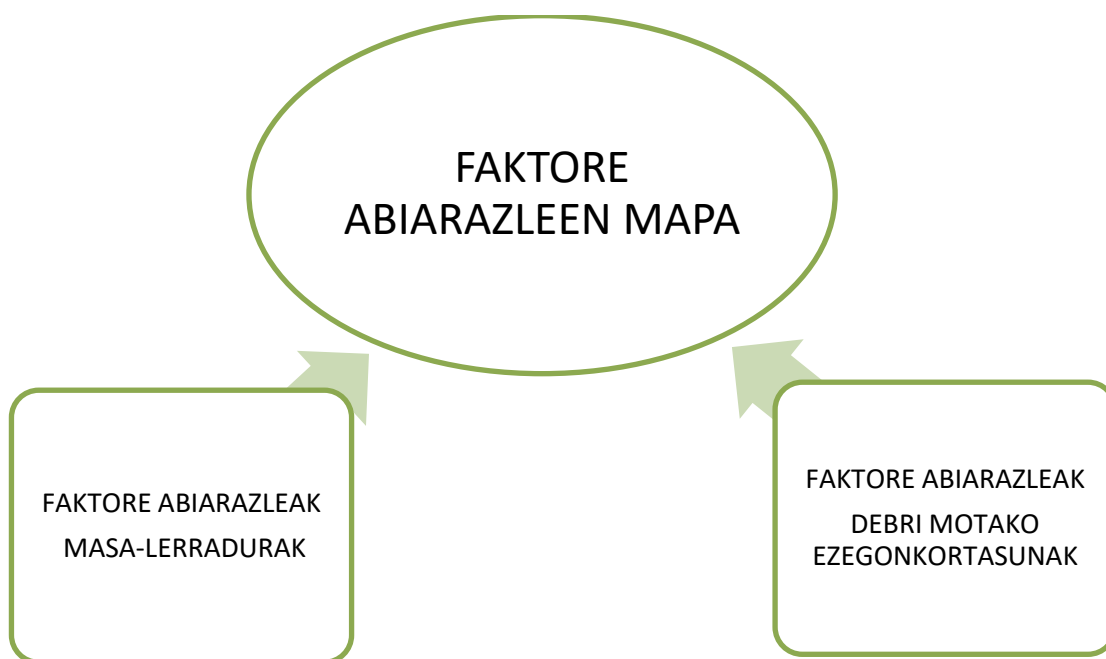 FAKTORE
ABIARAZLEEN MAPA
FAKTORE ABIARAZLEAK
MASA-LERRADURAK
FAKTORE ABIARAZLEAK
DEBRI MOTAKO
EZEGONKORTASUNAK